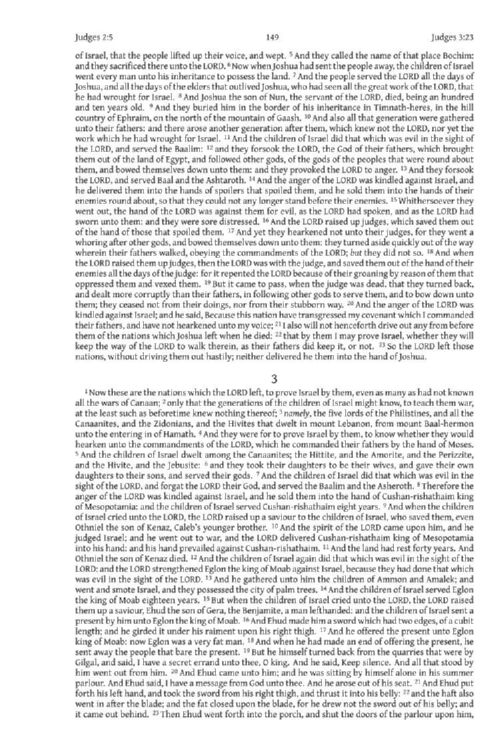 Judges 2:5 149 Judges 3:23
of Israel, that the people lifted up their voice, and wept. 5 And they called the name of that place Bochim:
and they sacrificed there unto the LORD. 6 Now when Joshua had sent the people away, the children of Israel
went every man unto his inheritance to possess the land. 7 And the people served the LORD all the days of
Joshua, and all the days of the elders that outlived Joshua, who had seen all the great work of the LORD, that
he had wrought for Israel. 8 And Joshua the son of Nun, the servant of the LORD, died, being an hundred
and ten years old. 9 And they buried him in the border of his inheritance in Timnath-heres, in the hill
country of Ephraim, on the north of the mountain of Gaash. 10 And also all that generation were gathered
unto their fathers: and there arose another generation after them, which knew not the LORD, nor yet the
work which he had wrought for Israel. 11 And the children of Israel did that which was evil in the sight of
the LORD, and served the Baalim: 12 and they forsook the LORD, the God of their fathers, which brought
them out of the land of Egypt, and followed other gods, of the gods of the peoples that were round about
them, and bowed themselves down unto them: and they provoked the LORD to anger. 13 And they forsook
the LORD, and served Baal and the Ashtaroth. 14 And the anger of the LORD was kindled against Israel, and
he delivered them into the hands of spoilers that spoiled them, and he sold them into the hands of their
enemies round about, so that they could not any longer stand before their enemies. 15 Whithersoever they
went out, the hand of the LORD was against them for evil, as the LORD had spoken, and as the LORD had
sworn unto them: and they were sore distressed. 16 And the LORD raised up judges, which saved them out
of the hand of those that spoiled them. 17 And yet they hearkened not unto their judges, for they went a
whoring after other gods, and bowed themselves down unto them: they turned aside quickly out of the way
wherein their fathers walked, obeying the commandments of the LORD; but they did not so. 18 And when
the LORD raised them up judges, then the LORD was with the judge, and saved them out of the hand of their
enemies all the days of the judge: for it repented the LORD because of their groaning by reason of them that
oppressed them and vexed them. 19 But it came to pass, when the judge was dead, that they turned back,
and dealt more corruptly than their fathers, in following other gods to serve them, and to bow down unto
them; they ceased not from their doings, nor from their stubborn way. 20 And the anger of the LORD was
kindled against Israel; and he said, Because this nation have transgressed my covenant which I commanded
their fathers, and have not hearkened unto my voice; 21 I also will not henceforth drive out any from before
them of the nations which Joshua left when he died: 22 that by them I may prove Israel, whether they will
keep the way of the LORD to walk therein, as their fathers did keep it, or not. 23 So the LORD left those
nations, without driving them out hastily; neither delivered he them into the hand of Joshua.
3
1 Now these are the nations which the LORD left, to prove Israel by them, even as many as had not known
all the wars of Canaan; 2 only that the generations of the children of Israel might know, to teach them war,
at the least such as beforetime knew nothing thereof; 3 namely, the five lords of the Philistines, and all the
Canaanites, and the Zidonians, and the Hivites that dwelt in mount Lebanon, from mount Baal-hermon
unto the entering in of Hamath. 4 And they were for to prove Israel by them, to know whether they would
hearken unto the commandments of the LORD, which he commanded their fathers by the hand of Moses.
5 And the children of Israel dwelt among the Canaanites; the Hittite, and the Amorite, and the Perizzite,
and the Hivite, and the Jebusite: 6 and they took their daughters to be their wives, and gave their own
daughters to their sons, and served their gods. 7 And the children of Israel did that which was evil in the
sight of the LORD, and forgat the LORD their God, and served the Baalim and the Asheroth. 8 Therefore the
anger of the LORD was kindled against Israel, and he sold them into the hand of Cushan-rishathaim king
of Mesopotamia: and the children of Israel served Cushan-rishathaim eight years. 9 And when the children
of Israel cried unto the LORD, the LORD raised up a saviour to the children of Israel, who saved them, even
Othniel the son of Kenaz, Caleb's younger brother. 10 And the spirit of the LORD came upon him, and he
judged Israel; and he went out to war, and the LORD delivered Cushan-rishathaim king of Mesopotamia
into his hand: and his hand prevailed against Cushan-rishathaim. 11 And the land had rest forty years. And
Othniel the son of Kenaz died. 12 And the children of Israel again did that which was evil in the sight of the
LORD: and the LORD strengthened Eglon the king of Moab against Israel, because they had done that which
was evil in the sight of the LORD. 13 And he gathered unto him the children of Ammon and Amalek; and
went and smote Israel, and they possessed the city of palm trees. 14 And the children of Israel served Eglon
the king of Moab eighteen years. 15 But when the children of Israel cried unto the LORD, the LORD raised
them up a saviour, Ehud the son of Gera, the Benjamite, a man lefthanded: and the children of Israel sent a
present by him unto Eglon the king of Moab. 16 And Ehud made him a sword which had two edges, of a cubit
length; and he girded it under his raiment upon his right thigh. 17 And he offered the present unto Eglon
king of Moab: now Eglon was a very fat man. 18 And when he had made an end of offering the present, he
sent away the people that bare the present. 19 But he himself turned back from the quarries that were by
Gilgal, and said, I have a secret errand unto thee, O king. And he said, Keep silence. And all that stood by
him went out from him. 20 And Ehud came unto him; and he was sitting by himself alone in his summer
parlour. And Ehud said, I have a message from God unto thee. And he arose out of his seat. 21 And Ehud put
forth his left hand, and took the sword from his right thigh, and thrust it into his belly: 22 and the haft also
went in after the blade; and the fat closed upon the blade, for he drew not the sword out of his belly; and
it came out behind. 23 Then Ehud went forth into the porch, and shut the doors of the parlour upon him,